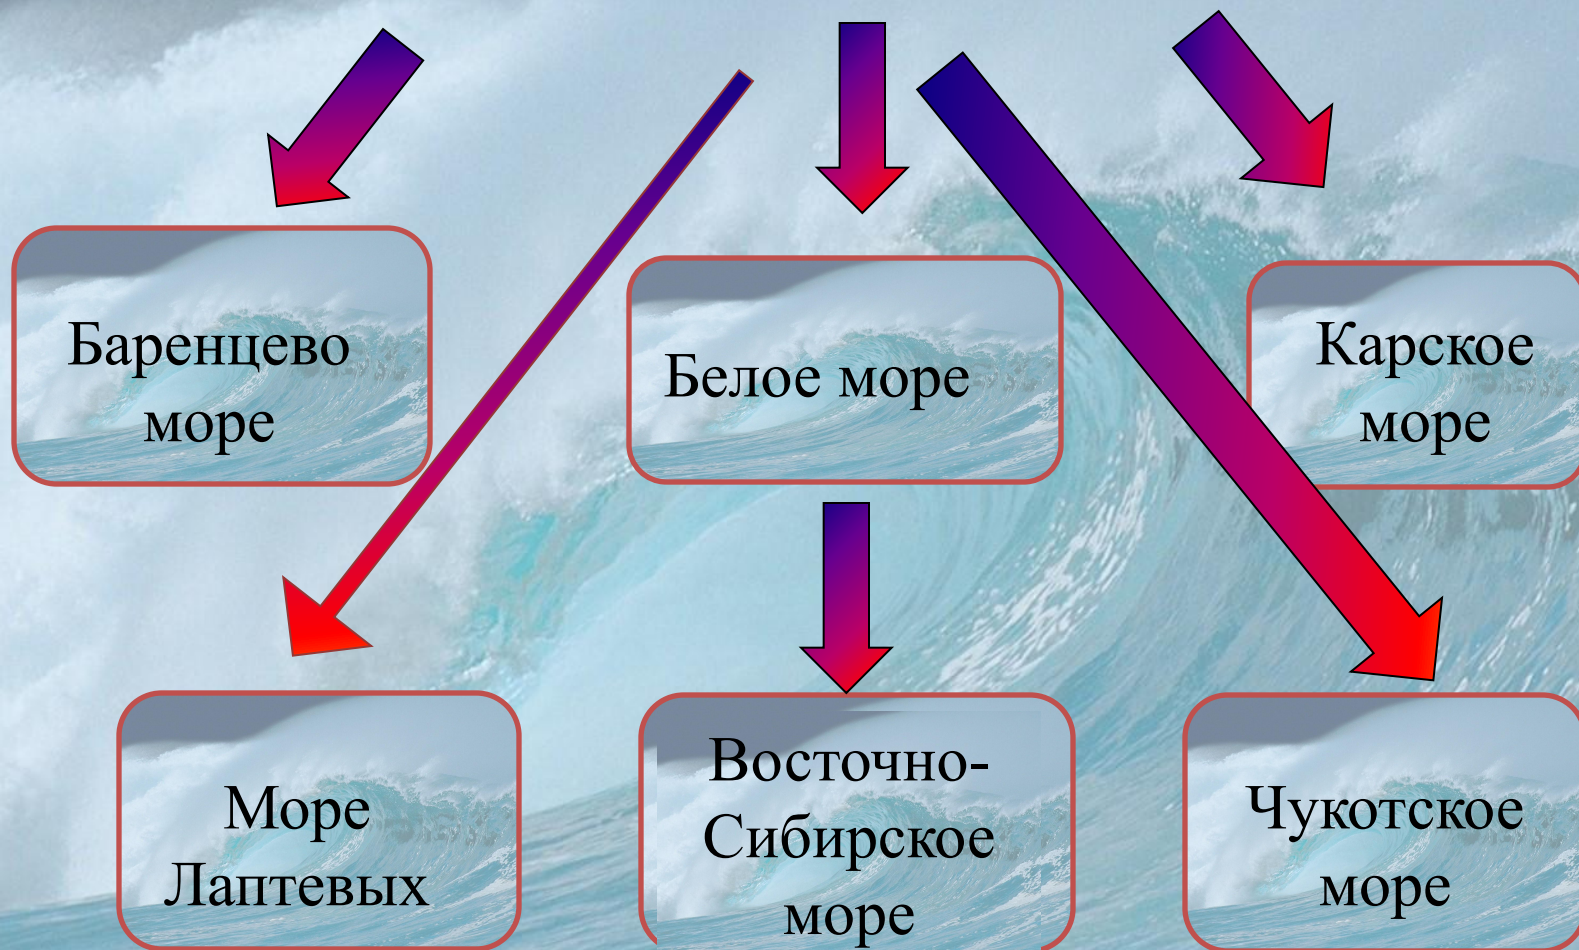 Баренцево
море
Белое море
Карское
море
Море
Лаптевых
Восточно-
Сибирское
море
Чукотское
море